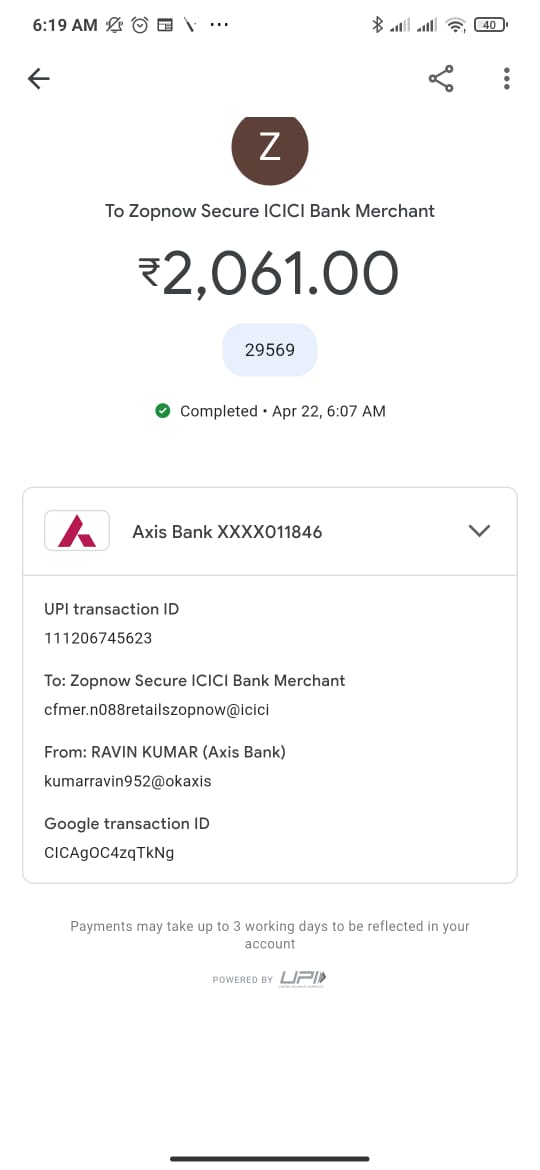 6:19 AM ... 40
Z
To Zopnow Secure ICICI Bank Merchant
₹2,061.00
29569
Completed • Apr 22, 6:07 AM
Axis Bank XXXX011846
UPI transaction ID
111206745623
To: Zopnow Secure ICICI Bank Merchant
cfmer.n088retailszopnow@icici
From: RAVIN KUMAR (Axis Bank)
kumarravin952@okaxis
Google transaction ID
CICAgOC4zqTkNg
Payments may take up to 3 working days to be reflected in your
account
POWERED BY UPI